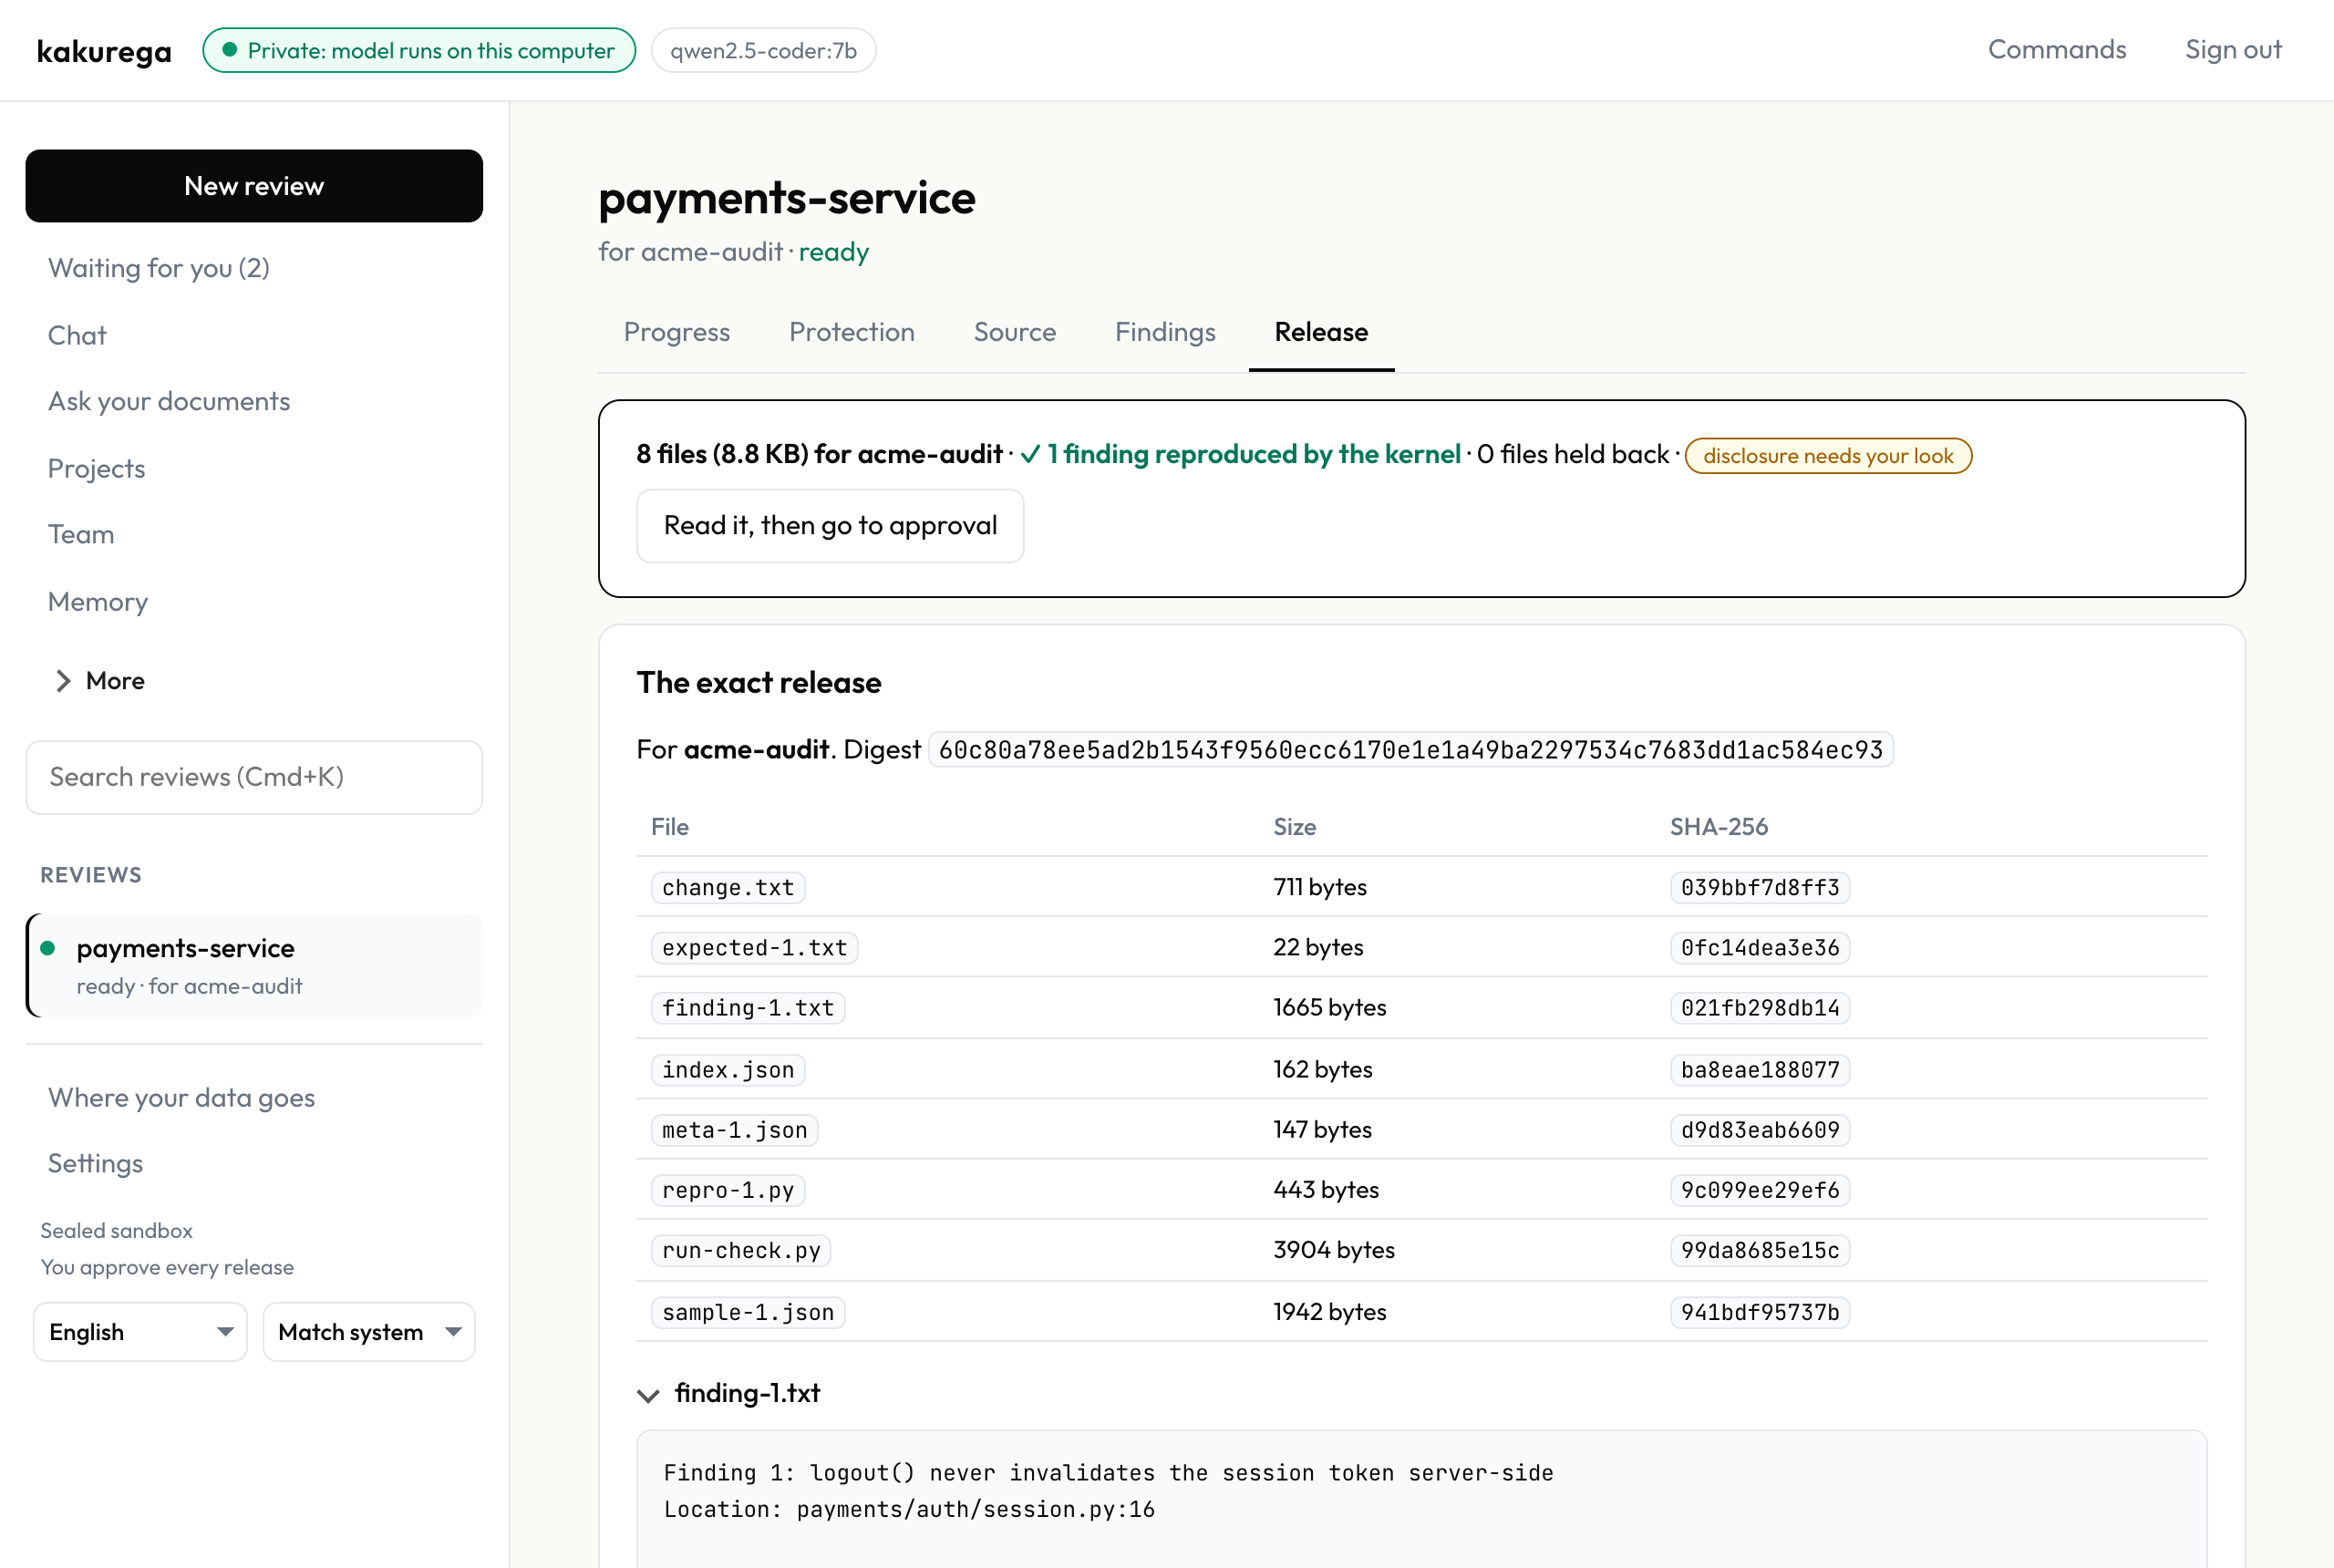 kakurega
Private: model runs on this computer
qwen2.5-coder:7b
Commands
Sign out
New review
Waiting for you (2)
Chat
Ask your documents
Projects
Team
Memory
More
Search reviews (Cmd+K)
REVIEWS
payments-service
ready · for acme-audit
Where your data goes
Settings
Sealed sandbox
You approve every release
English
Match system
payments-service
for acme-audit · ready
Progress
Protection
Source
Findings
Release
8 files (8.8 KB) for acme-audit · ✓ 1 finding reproduced by the kernel · 0 files held back · disclosure needs your look
Read it, then go to approval
The exact release
For acme-audit. Digest 60c80a78ee5ad2b1543f9560ecc6170e1e1a49ba2297534c7683dd1ac584ec93
File Size SHA-256
change.txt 711 bytes 039bbf7d8ff3
expected-1.txt 22 bytes 0fc14dea3e36
finding-1.txt 1665 bytes 021fb298db14
index.json 162 bytes ba8eae188077
meta-1.json 147 bytes d9d83eab6609
repro-1.py 443 bytes 9c099ee29ef6
run-check.py 3904 bytes 99da8685e15c
sample-1.json 1942 bytes 941bdf95737b
finding-1.txt
Finding 1: logout() never invalidates the session token server-side
Location: payments/auth/session.py:16